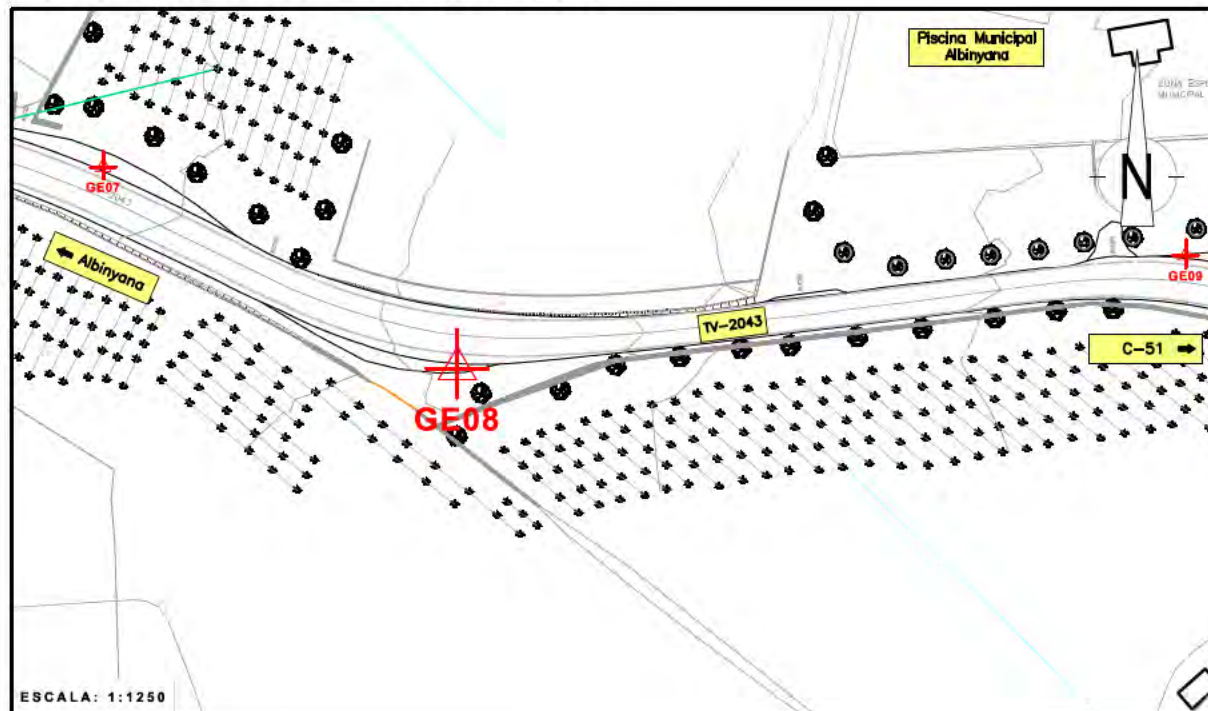 Piscina Municipal
Albinyana
N
GE07
Albinyana
GE09
TV-2043
C-51
GE08
ESCALA: 1:1250